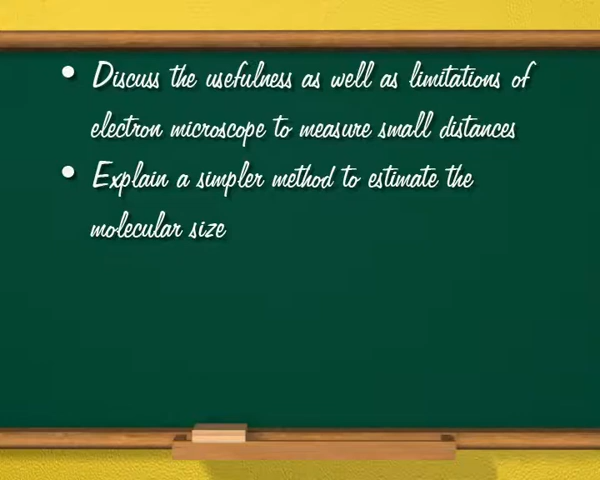 • Discuss the usefulness as well as limitations of
electron microscope to measure small distances
• Explain a simpler method to estimate the
molecular size